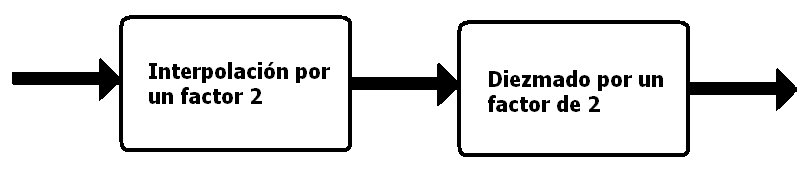 Interpolación por
un factor 2
Diezmado por un
factor de 2